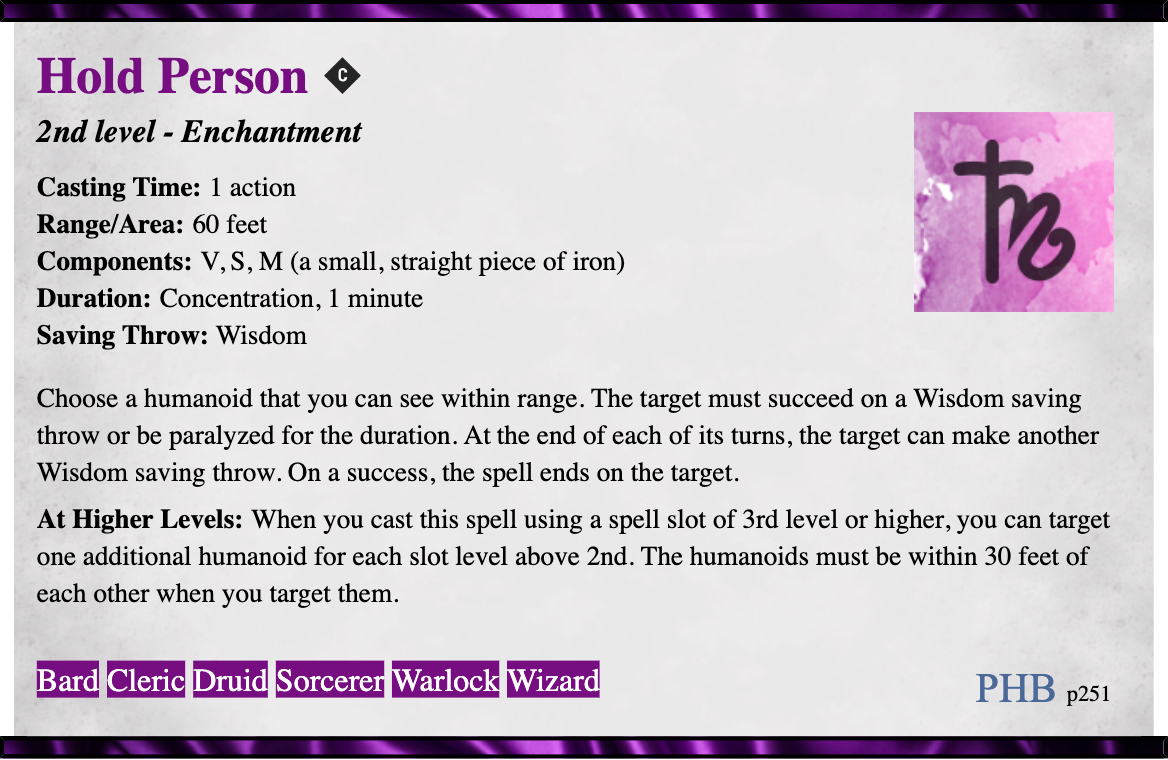 Hold Person C
2nd level - Enchantment
Casting Time: 1 action
Range/Area: 60 feet
Components: V, S, M (a small, straight piece of iron)
Duration: Concentration, 1 minute
Saving Throw: Wisdom
Choose a humanoid that you can see within range. The target must succeed on a Wisdom saving
throw or be paralyzed for the duration. At the end of each of its turns, the target can make another
Wisdom saving throw. On a success, the spell ends on the target.
At Higher Levels: When you cast this spell using a spell slot of 3rd level or higher, you can target
one additional humanoid for each slot level above 2nd. The humanoids must be within 30 feet of
each other when you target them.
Bard Cleric Druid Sorcerer Warlock Wizard
PHB p251